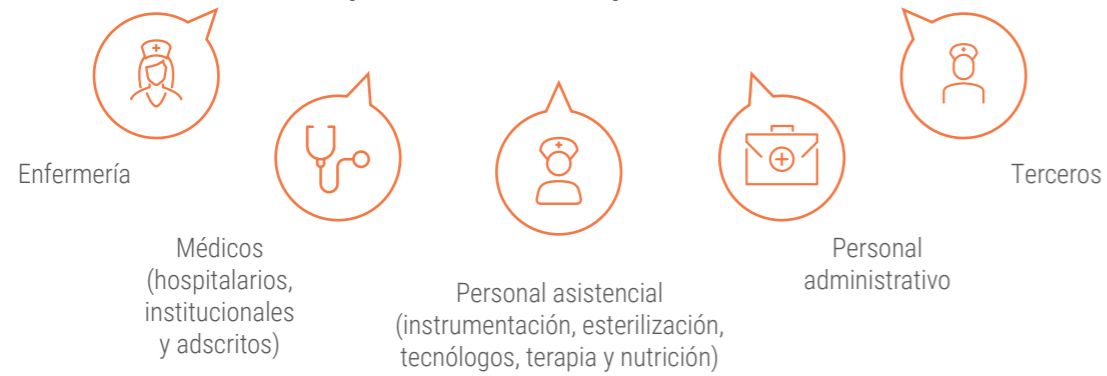 Enfermería
Médicos
(hospitalarios,
institucionales
y adscritos)
Personal asistencial
(instrumentación, esterilización,
tecnólogos, terapia y nutrición)
Personal
administrativo
Terceros